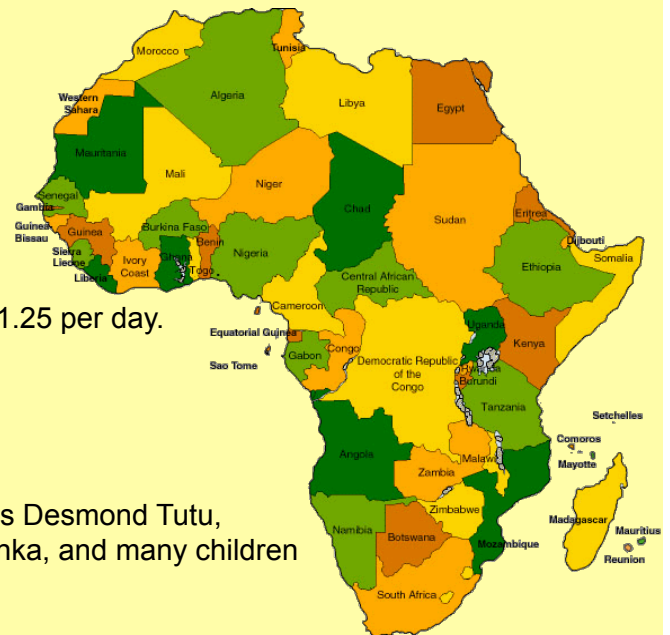 Morocco
Tunisia
Algeria
Libya
Egypt
Western
Sahara
Mauritania
Mali
Niger
Chad
Sudan
Eritrea
Djibouti
Senegal
Gambia
Guinea-
Bissau
Guinea
Sierra
Lieone
Liberia
Ivory
Coast
Burkina Faso
Ghana
Togo
Benin
Nigeria
Central African
Republic
Ethiopia
Somalia
Cameroon
1.25 per day.
Equatorial Guinea
Sao Tome
Gabon
Congo
Democratic Republic
of the
Congo
Uganda
Kenya
Rwanda
Burundi
Tanzania
Setchelles
Comoros
Mayotte
Angola
Zambia
Malawi
s Desmond Tutu,
nka, and many children
Namibia
Zimbabwe
Botswana
Mozambique
Madagascar
Mauritius
Reunion
South Africa